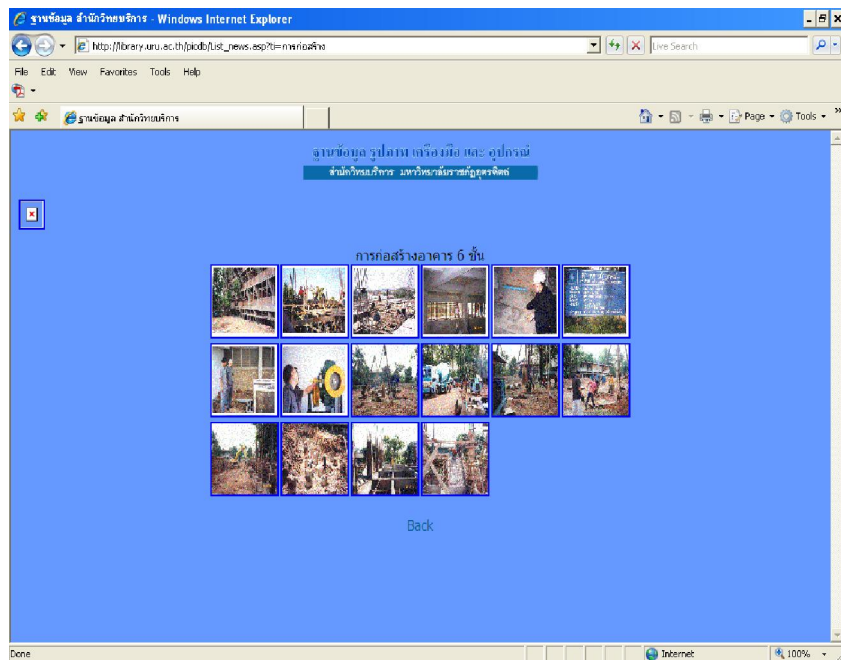 ฐานข้อมูล สำนักวิทยบริการ - Windows Internet Explorer
http://library.uru.ac.th/picdb/List_news.asp?ti=การก่อสร้าง
Live Search
File Edit View Favorites Tools Help
ฐานข้อมูล สำนักวิทยบริการ
Page
Tools
ฐานข้อมูล รูปภาพ เครื่องมือ และ อุปกรณ์
สำนักวิทยบริการ มหาวิทยาลัยราชภัฏอุตรดิตถ์
การก่อสร้างอาคาร 6 ชั้น
Back
Done
Internet
100%